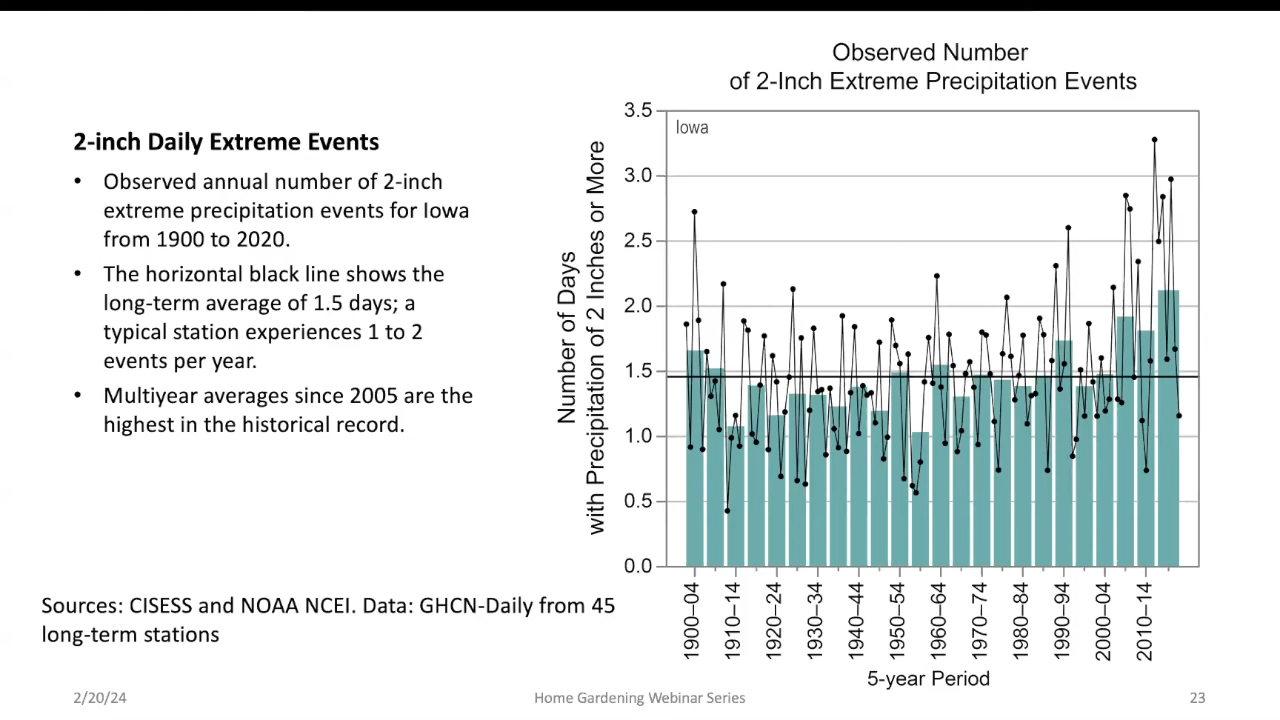 2-inch Daily Extreme Events
• Observed annual number of 2-inch
extreme precipitation events for Iowa
from 1900 to 2020.
• The horizontal black line shows the
long-term average of 1.5 days; a
typical station experiences 1 to 2
events per year.
• Multiyear averages since 2005 are the
highest in the historical record.
Sources: CISESS and NOAA NCEI. Data: GHCN-Daily from 45
long-term stations
Observed Number
of 2-Inch Extreme Precipitation Events
Iowa
Number of Days
with Precipitation of 2 Inches or More
3.5
3.0
2.5
2.0
1.5
1.0
0.5
0.0
1900–04
1910–14
1920–24
1930–34
1940–44
1950–54
1960–64
1970–74
1980–84
1990–94
2000–04
2010–14
5-year Period
2/20/24
Home Gardening Webinar Series
23